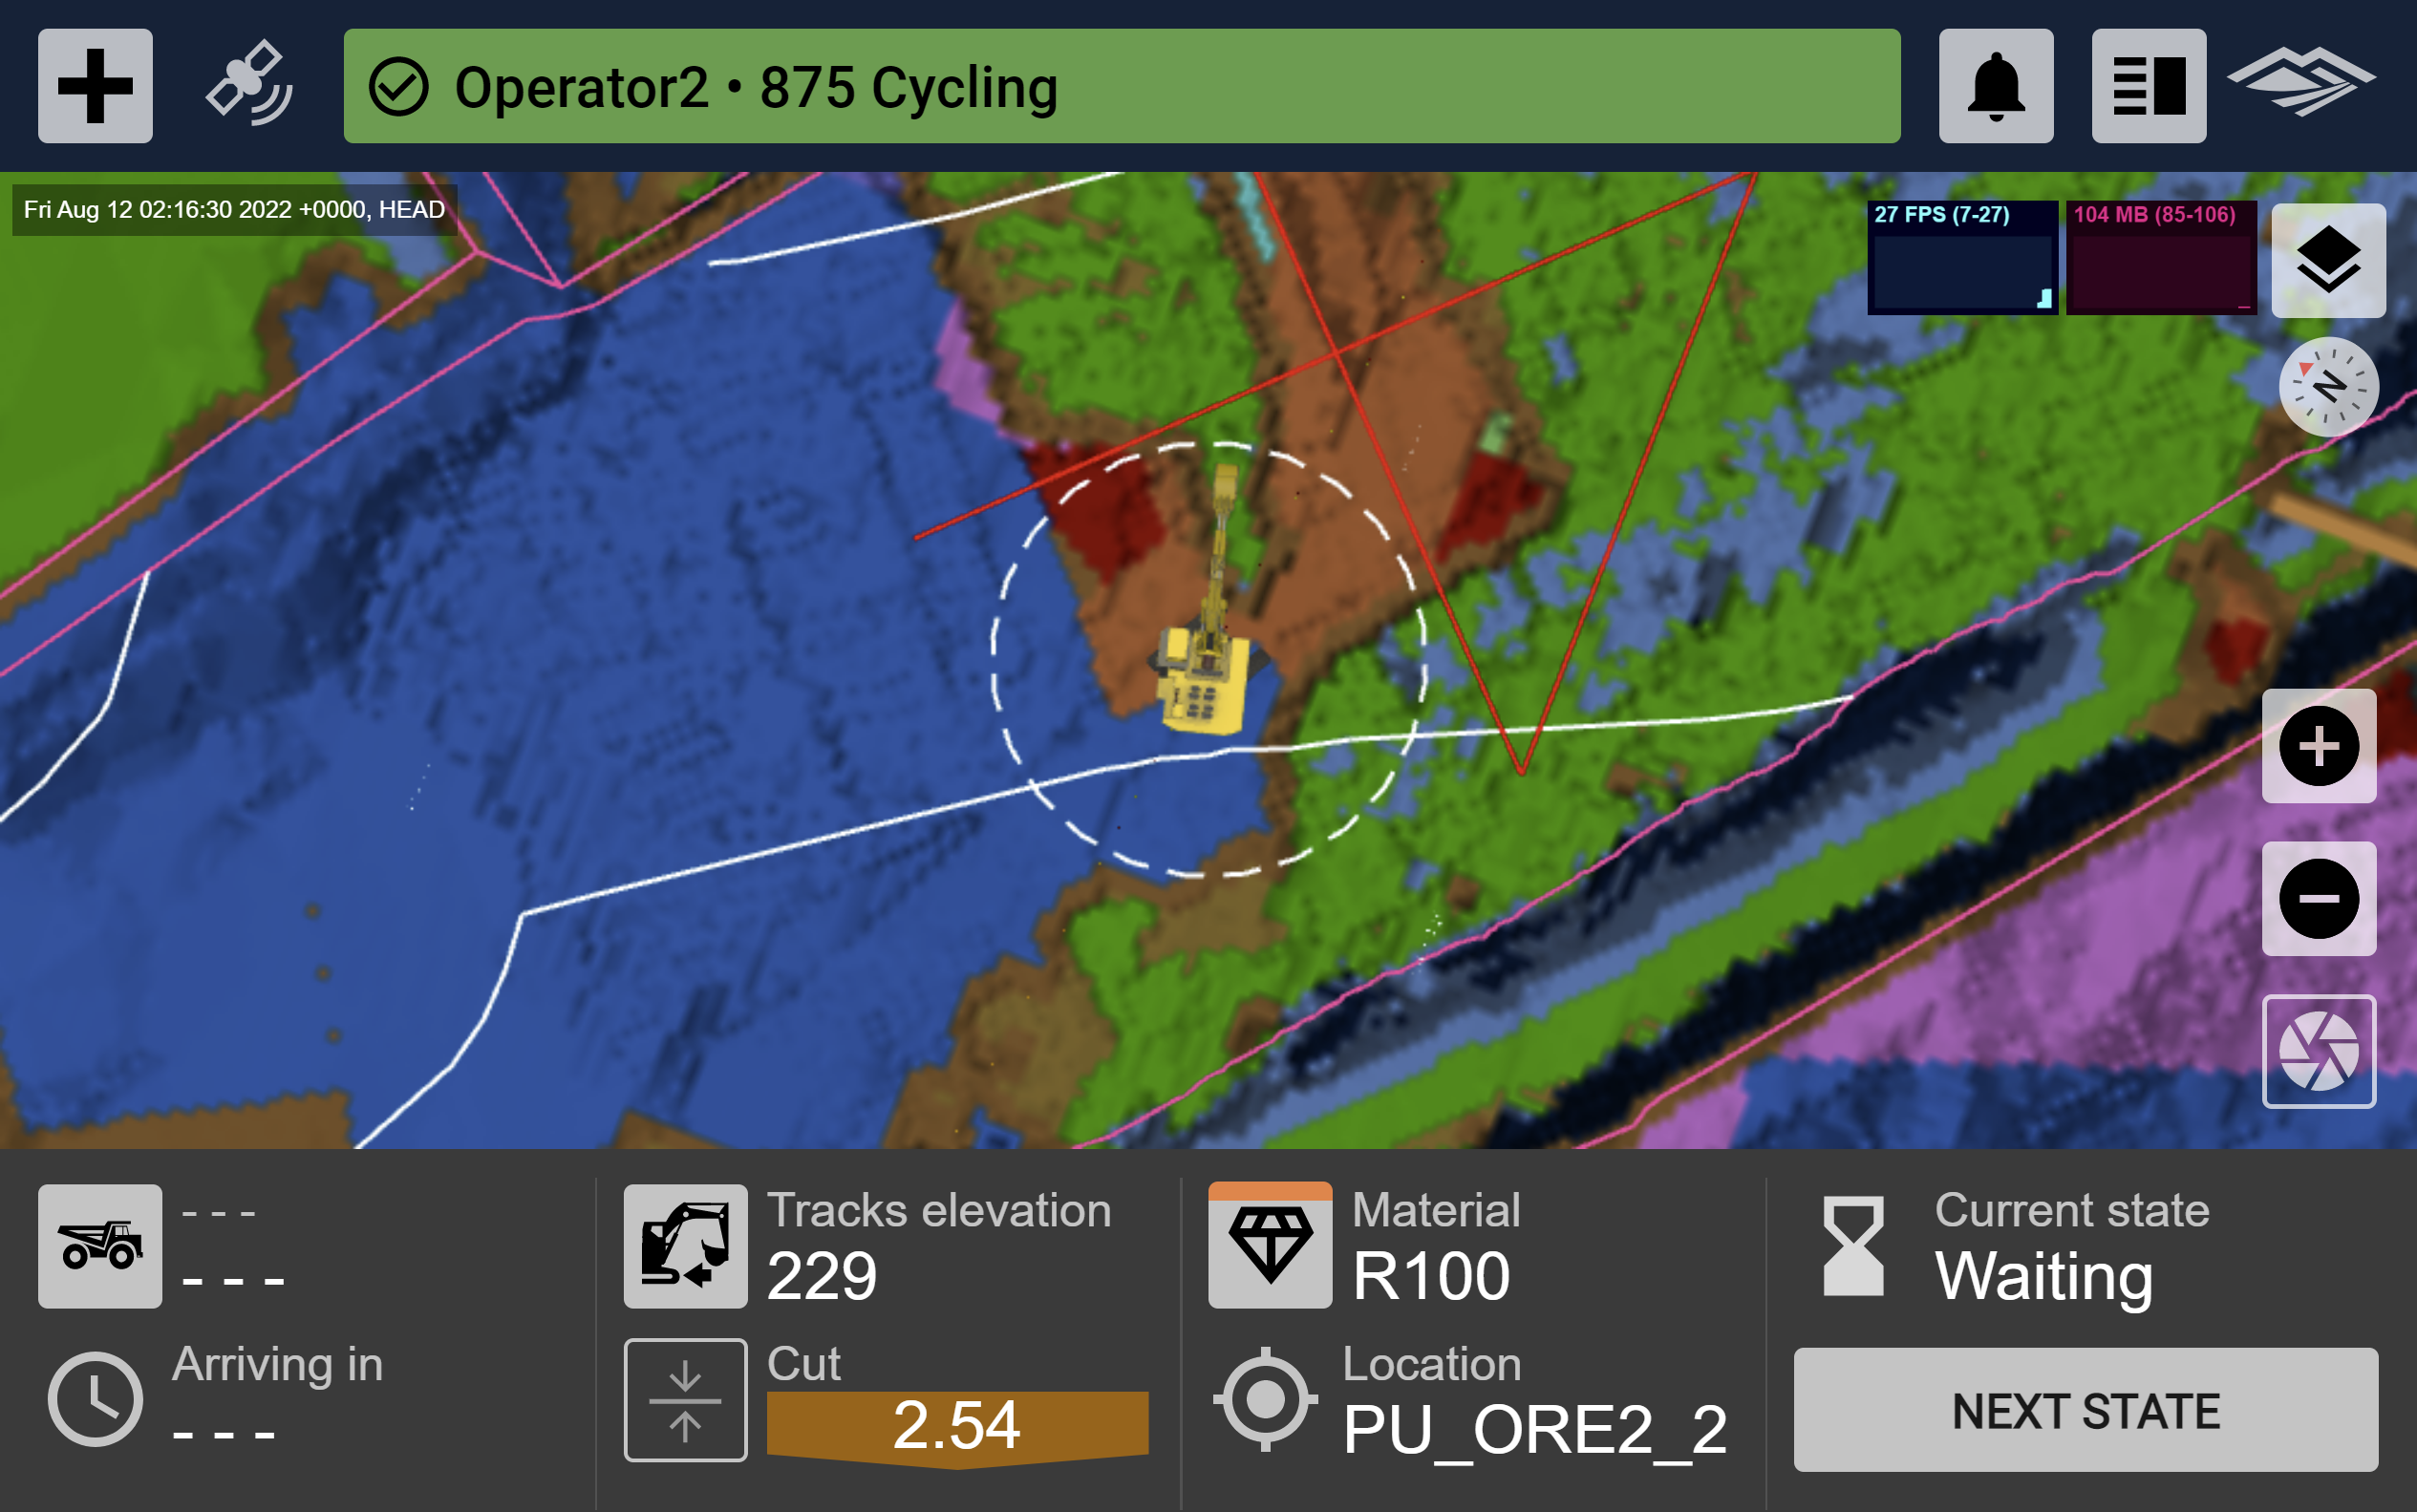 Operator2 • 875 Cycling
Fri Aug 12 02:16:30 2022 +0000, HEAD
27 FPS (7-27)
104 MB (85-106)
N
- - -
- - -
Arriving in
- - -
Tracks elevation
229
Cut
2.54
Material
R100
Location
PU_ORE2_2
Current state
Waiting
NEXT STATE